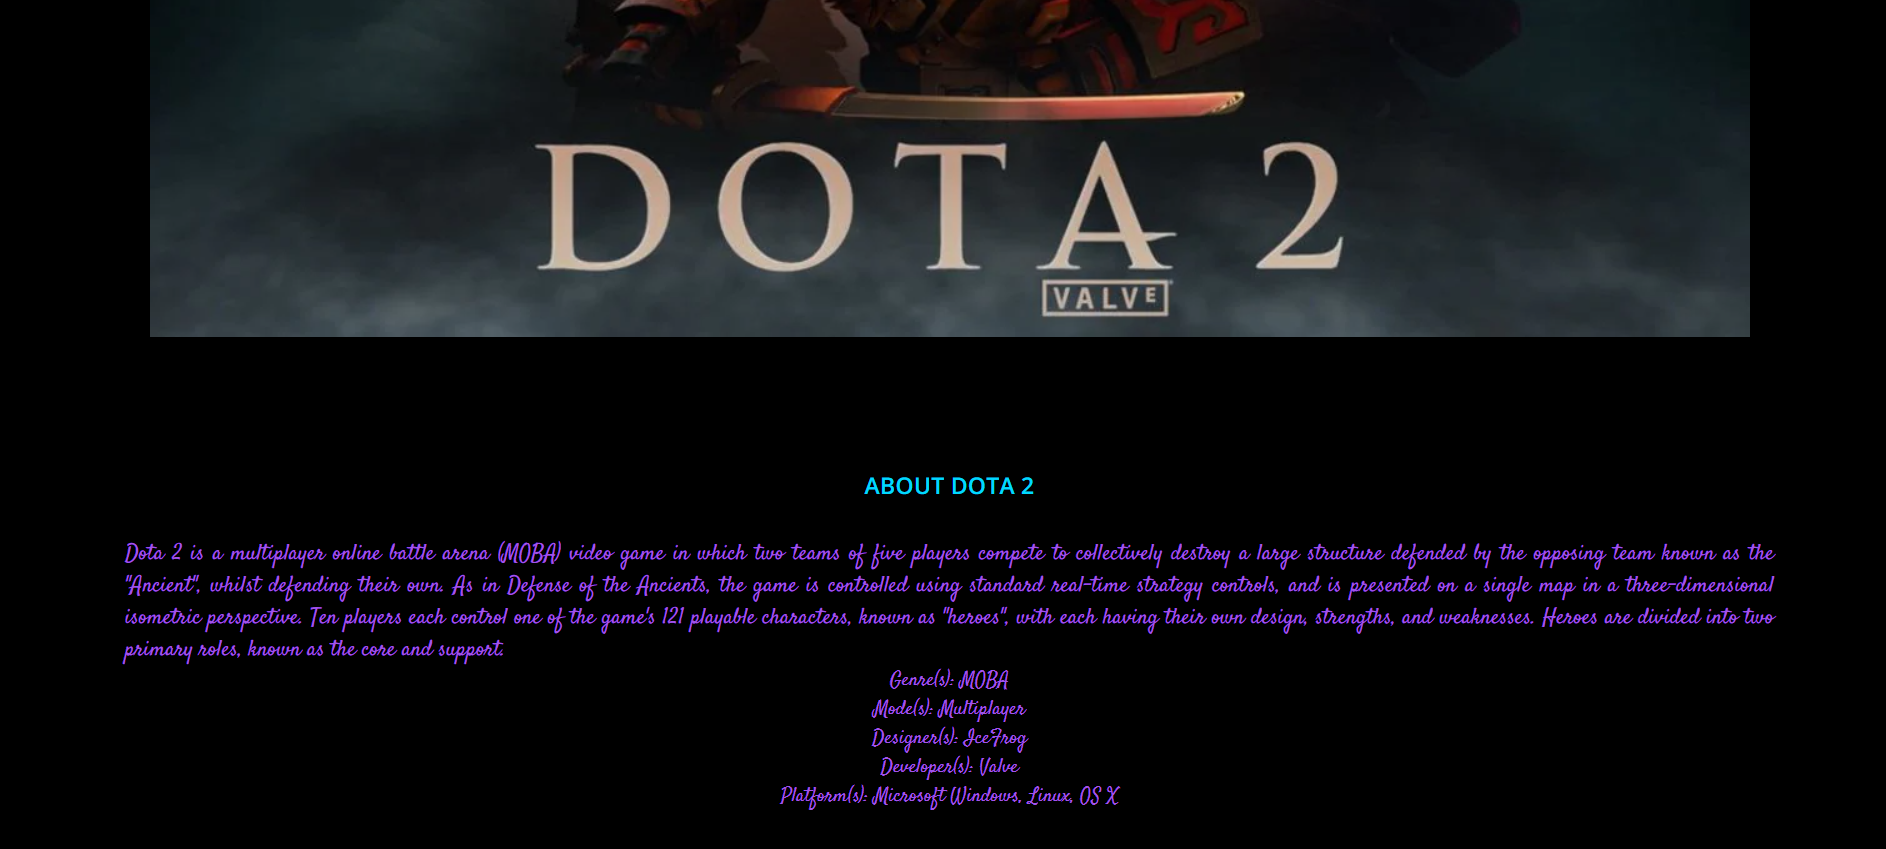 DOTA 2
VALVE
ABOUT DOTA 2
Dota 2 is a multiplayer online battle arena (MOBA) video game in which two teams of five players compete to collectively destroy a large structure defended by the opposing team known as the
"Ancient", whilst defending their own. As in Defense of the Ancients, the game is controlled using standard real-time strategy controls, and is presented on a single map in a three-dimensional
isometric perspective. Ten players each control one of the game's 121 playable characters, known as "heroes", with each having their own design, strengths, and weaknesses. Heroes are divided into two
primary roles, known as the core and support.
Genre(s): MOBA
Mode(s): Multiplayer
Designer(s): IceFrog
Developer(s): Valve
Platform(s): Microsoft Windows, Linux, OS X